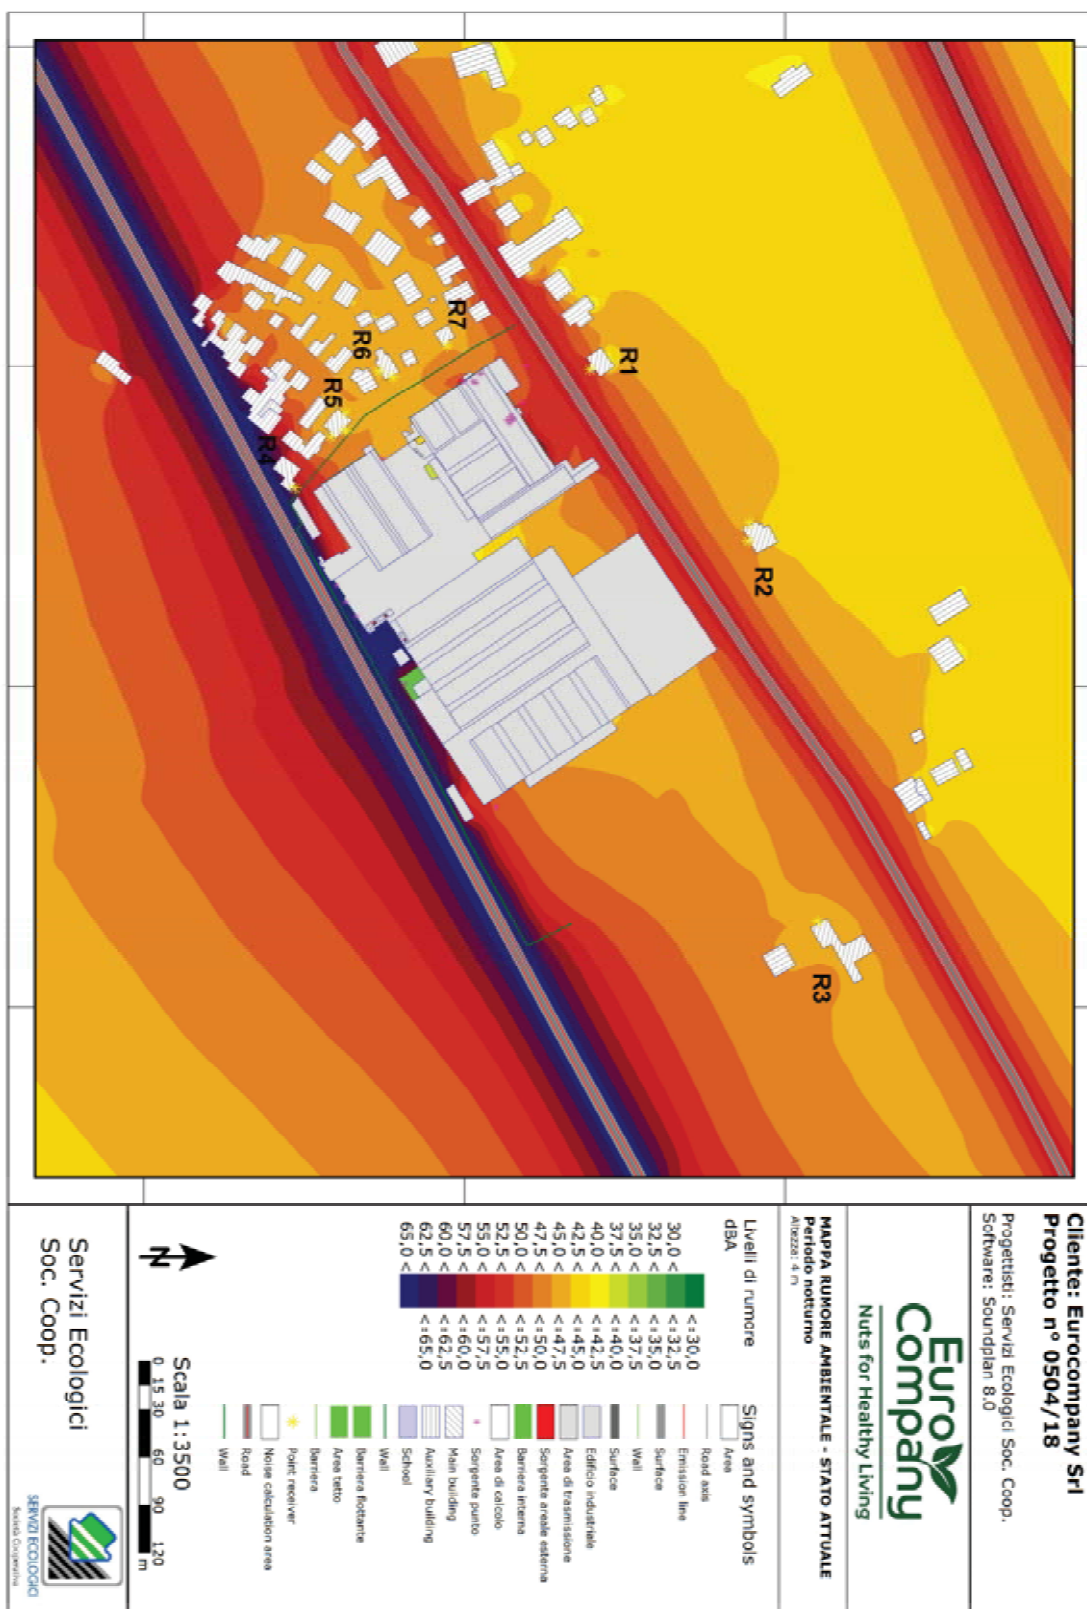 R1
R2
R3
R4
R5
R6
R7
Cliente: Eurocompany Srl
Progetto n° 0504/18
Progettisti: Servizi Ecologici Soc. Coop.
Software: Soundplan 8.0
Euro
Company
Nuts for Healthy Living
MAPPA RUMORE AMBIENTALE - STATO ATTUALE
Periodo notturno
Altezza: 4 m
Livelli di rumore
dBA
<=30,0
30,0 < <=32,5
32,5 < <=35,0
35,0 < <=37,5
37,5 < <=40,0
40,0 < <=42,5
42,5 < <=45,0
45,0 < <=47,5
47,5 < <=50,0
50,0 < <=52,5
52,5 < <=55,0
55,0 < <=57,5
57,5 < <=60,0
60,0 < <=62,5
62,5 < <=65,0
65,0 <
Signs and symbols
Area
Road axis
Emission line
Surface
Wall
Surface
Edificio industriale
Area di trasmissione
Sorgente areale esterna
Barriera interna
Area di calcolo
Sorgente punto
Main building
Auxiliary building
School
Wall
Barriera flottante
Area tetto
Barriera
Point receiver
Noise calculation area
Road
Wall
N
Scala 1:3500
0 15 30 60 90 120
m
Servizi Ecologici
Soc. Coop.
SERVIZI ECOLOGICI
Società Cooperativa